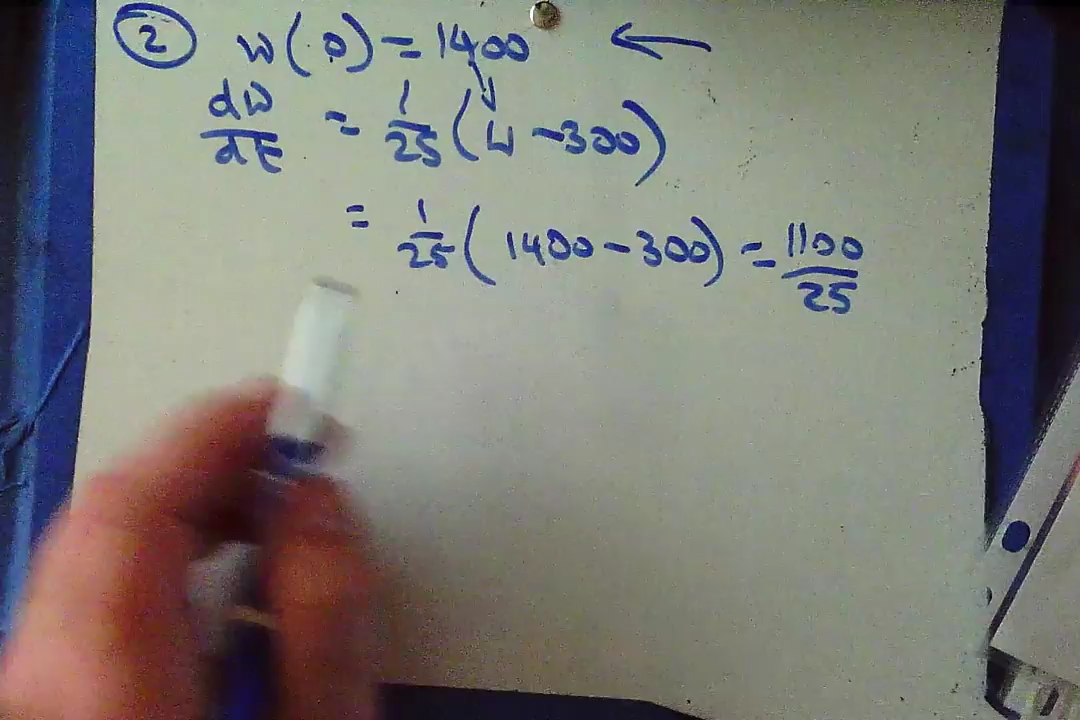 ② W(0) = 1400 ←
dW/dt = 1/25 (W - 300)
= 1/25 (1400 - 300) = 1100/25